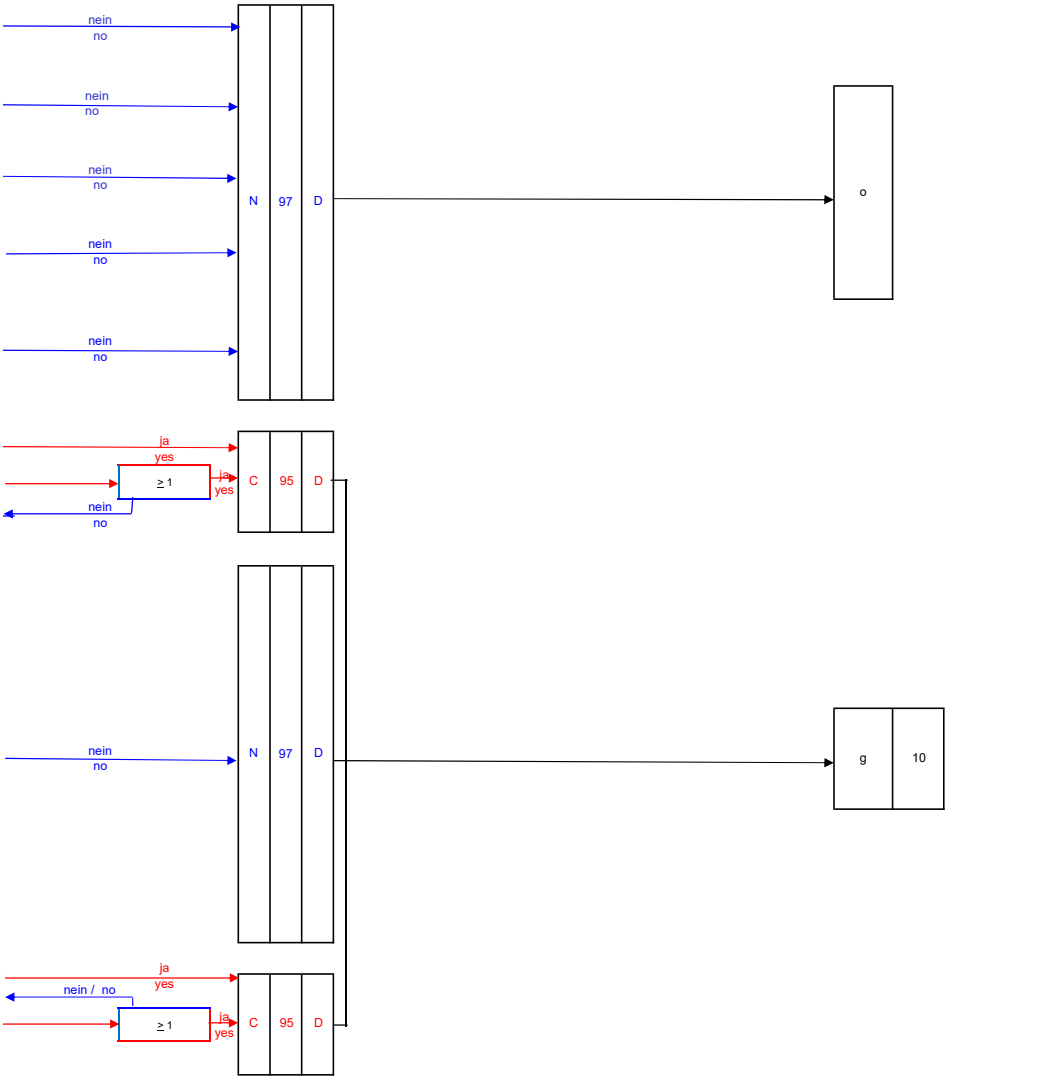 nein
no
nein
no
nein
no
N 97 D
o
nein
no
nein
no
ja
yes
≥ 1
ja
yes
C 95 D
nein
no
nein
no
N 97 D
g 10
ja
yes
nein / no
≥ 1
ja
yes
C 95 D